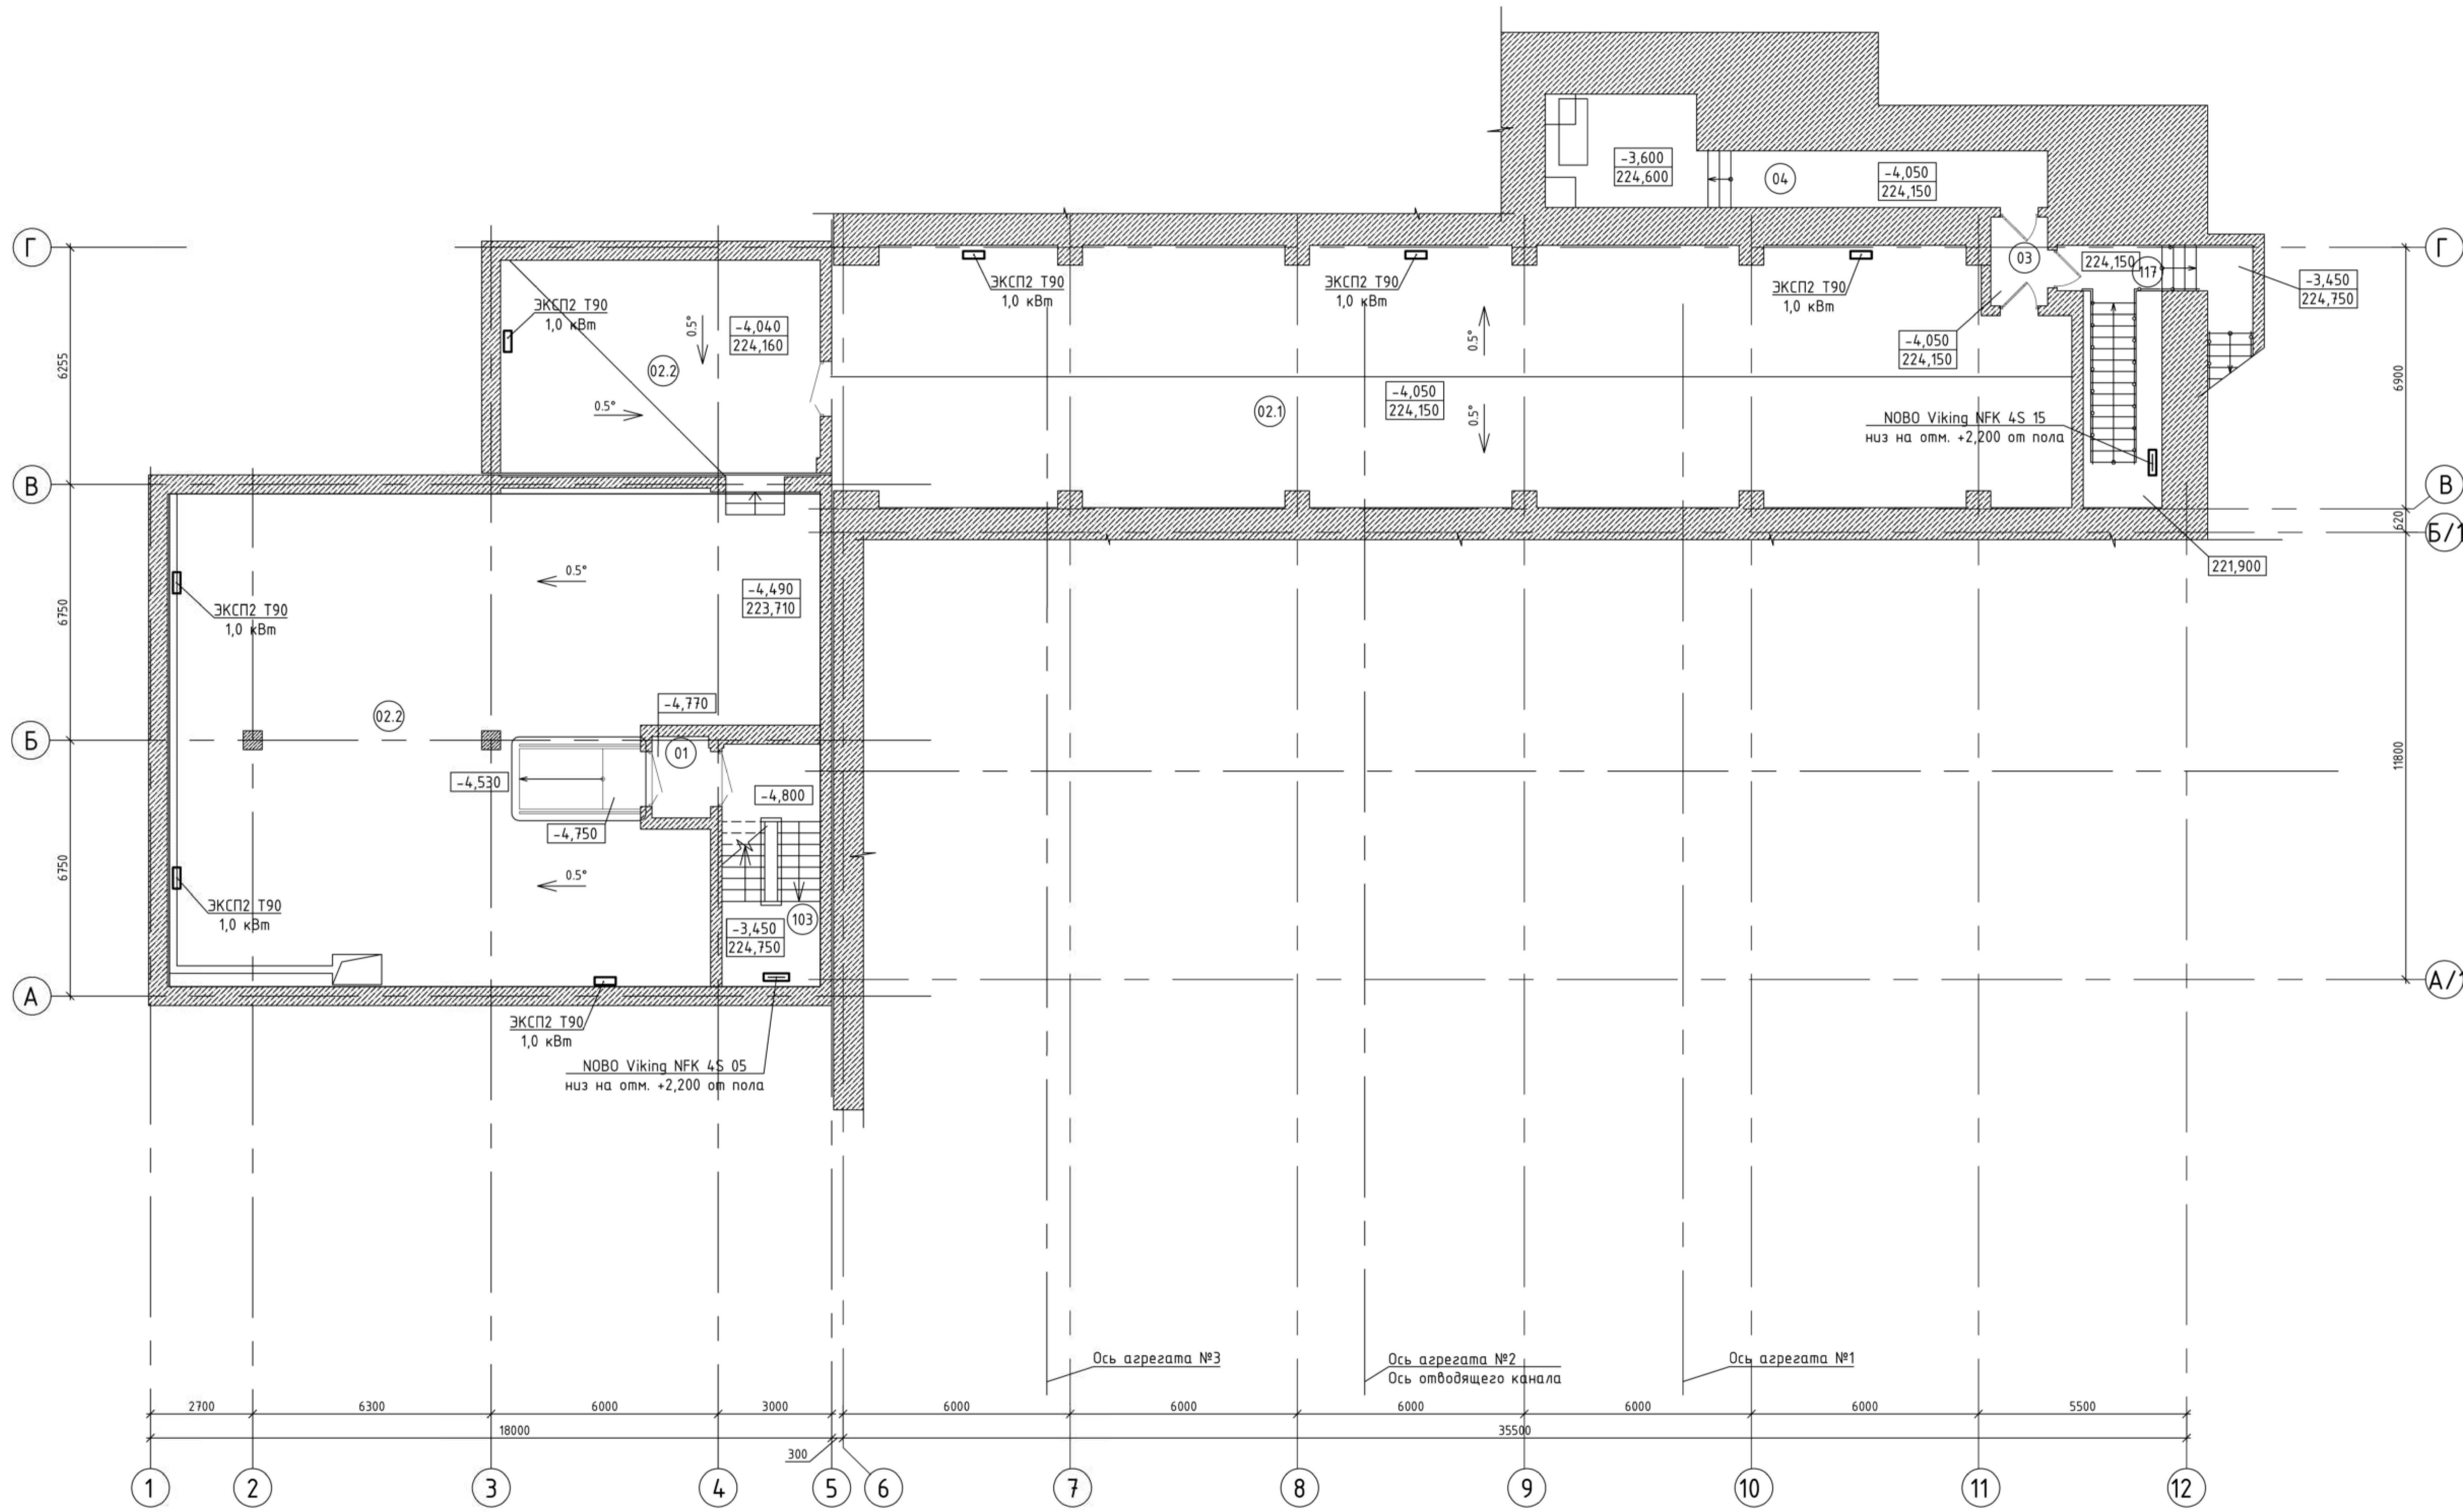 -3,600
224,600
04
-4,050
224,150
Г
Г
03
224,150
117
-3,450
224,750
ЭКСП2 Т90
1,0 кВт
ЭКСП2 Т90
1,0 кВт
ЭКСП2 Т90
1,0 кВт
ЭКСП2 Т90
1,0 кВт
0.5°
-4,040
224,160
0.5°
-4,050
224,150
02.2
6255
6900
0.5°
02.1
-4,050
224,150
0.5°
NOBO Viking NFK 4S 15
низ на отм. +2,200 от пола
В
В
620
Б/1
221,900
0.5°
-4,490
223,710
ЭКСП2 Т90
1,0 кВт
6750
-4,770
02.2
Б
01
-4,530
-4,800
-4,750
11800
6750
0.5°
ЭКСП2 Т90
1,0 кВт
103
-3,450
224,750
А
А/1
ЭКСП2 Т90
1,0 кВт
NOBO Viking NFK 4S 05
низ на отм. +2,200 от пола
Ось агрегата №3
Ось агрегата №2
Ось отводящего канала
Ось агрегата №1
2700
6300
6000
3000
6000
6000
6000
6000
6000
5500
18000
35500
300
1
2
3
4
5
6
7
8
9
10
11
12